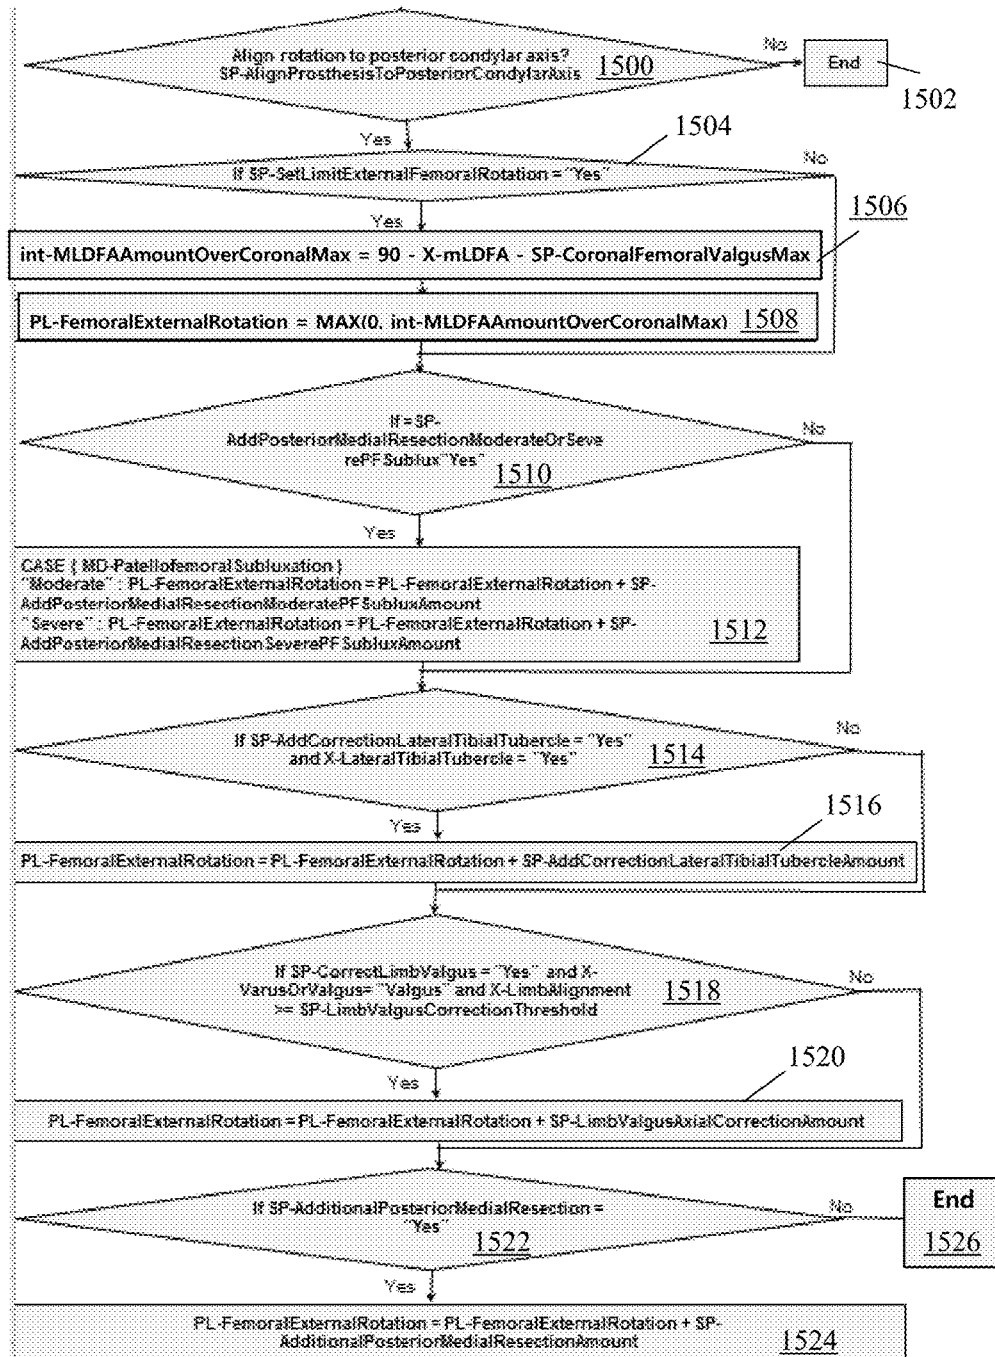 Align rotation to posterior condylar axis?
SP-AlignProsthesisToPosteriorCondylarAxis
1500
No
End
1502
Yes
1504
If SP-SetLimitExternalFemoralRotation = "Yes"
No
Yes
1506
int-MLDFAAmountOverCoronalMax = 90 - X-mLDFA - SP-CoronalFemoralValgusMax
PL-FemoralExternalRotation = MAX(0, int-MLDFAAmountOverCoronalMax)
1508
If = SP-
AddPosteriorMedialResectionModerateOrSeve
rePFSublux"Yes"
1510
No
Yes
CASE ( MD-PatellofemoralSubluxation )
"Moderate" : PL-FemoralExternalRotation = PL-FemoralExternalRotation + SP-
AddPosteriorMedialResectionModeratePFSubluxAmount
"Severe" : PL-FemoralExternalRotation = PL-FemoralExternalRotation + SP-
AddPosteriorMedialResectionSeverePFSubluxAmount
1512
If SP-AddCorrectionLateralTibialTubercle = "Yes"
and X-LateralTibialTubercle = "Yes"
1514
No
Yes
1516
PL-FemoralExternalRotation = PL-FemoralExternalRotation + SP-AddCorrectionLateralTibialTubercleAmount
If SP-CorrectLimbValgus = "Yes" and X-
VarusOrValgus= "Valgus" and X-LimbAlignment
>= SP-LimbValgusCorrectionThreshold
1518
No
Yes
1520
PL-FemoralExternalRotation = PL-FemoralExternalRotation + SP-LimbValgusAxialCorrectionAmount
If SP-AdditionalPosteriorMedialResection =
"Yes"
1522
No
End
1526
Yes
PL-FemoralExternalRotation = PL-FemoralExternalRotation + SP-
AdditionalPosteriorMedialResectionAmount
1524